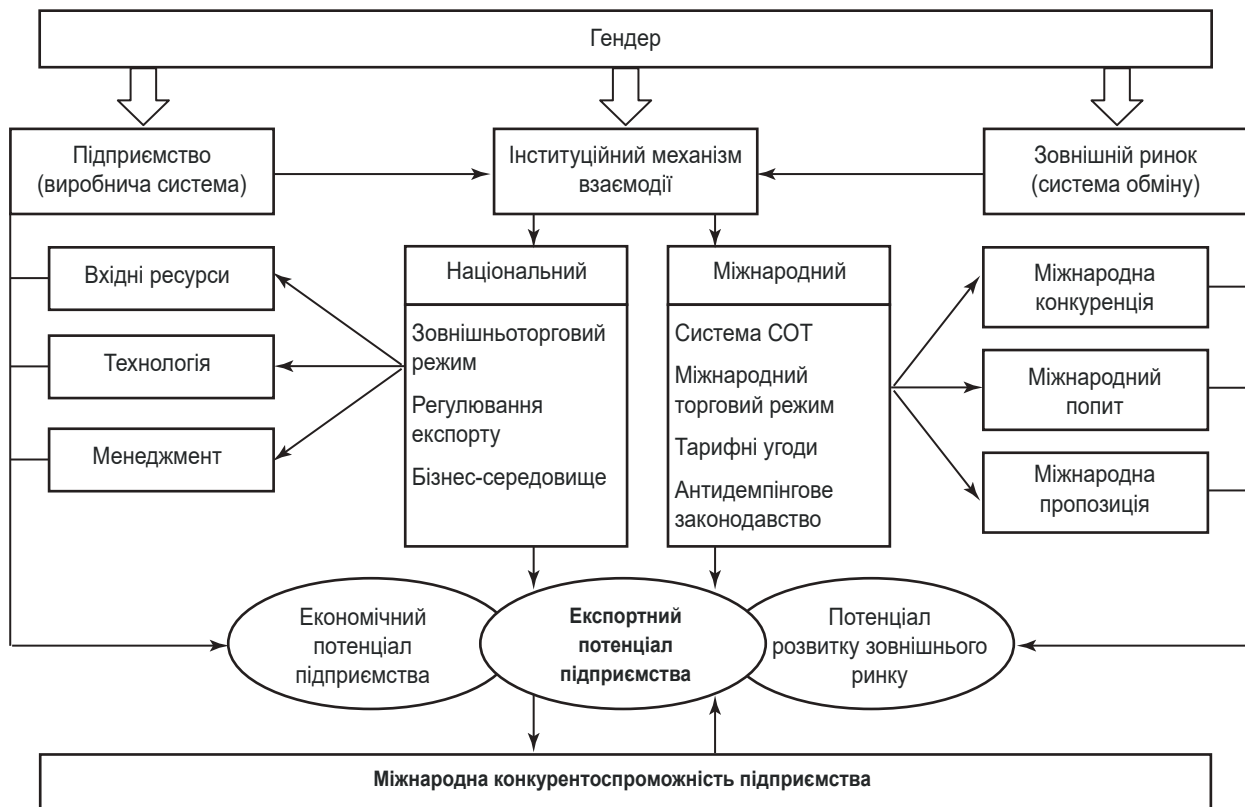 Гендер
Підприємство
(виробнича система)
Інституційний механізм
взаємодії
Зовнішній ринок
(система обміну)
Вхідні ресурси
Технологія
Менеджмент
Національний
Зовнішньоторговий
режим
Регулювання
експорту
Бізнес-середовище
Міжнародний
Система СОТ
Міжнародний
торговий режим
Тарифні угоди
Антидемпінгове
законодавство
Міжнародна
конкуренція
Міжнародний
попит
Міжнародна
пропозиція
Економічний
потенціал
підприємства
Експортний
потенціал
підприємства
Потенціал
розвитку зовнішнього
ринку
Міжнародна конкурентоспроможність підприємства